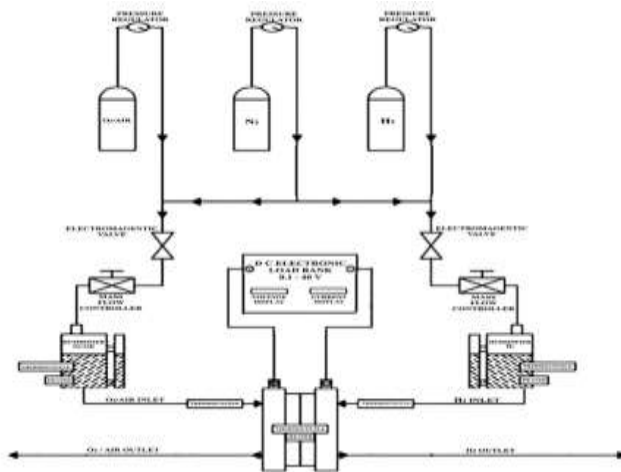 PRESSURE
REGULATOR
PRESSURE
REGULATOR
PRESSURE
REGULATOR
O₂/AIR
N₂
H₂
ELECTROMAGENTIC
VALVE
ELECTROMAGENTIC
VALVE
D C ELECTRONIC
LOAD BANK
0.1 - 40 V
VOLTAGE
DISPLAY
CURRENT
DISPLAY
MASS
FLOW
CONTROLLER
MASS
FLOW
CONTROLLER
O₂/AIR INLET
H₂ INLET
O₂ / AIR OUTLET
H₂ OUTLET